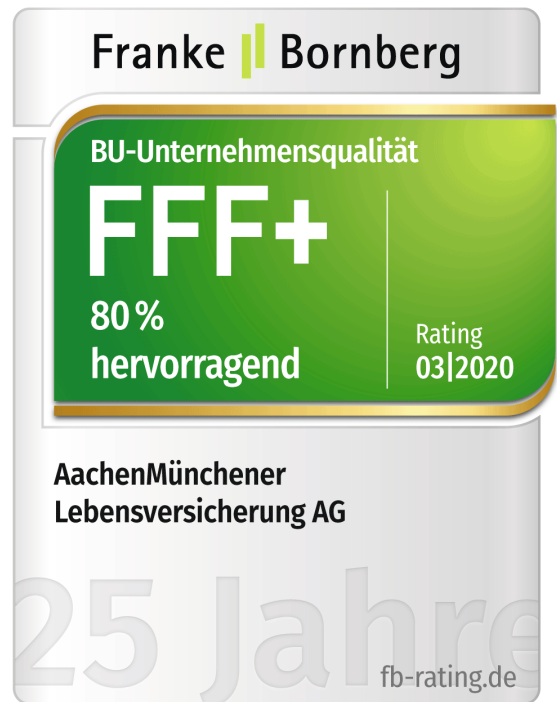 Franke Bornberg
BU-Unternehmensqualität
FFF+
80 %
hervorragend
Rating
03|2020
AachenMünchener
Lebensversicherung AG
25 Jahre
fb-rating.de